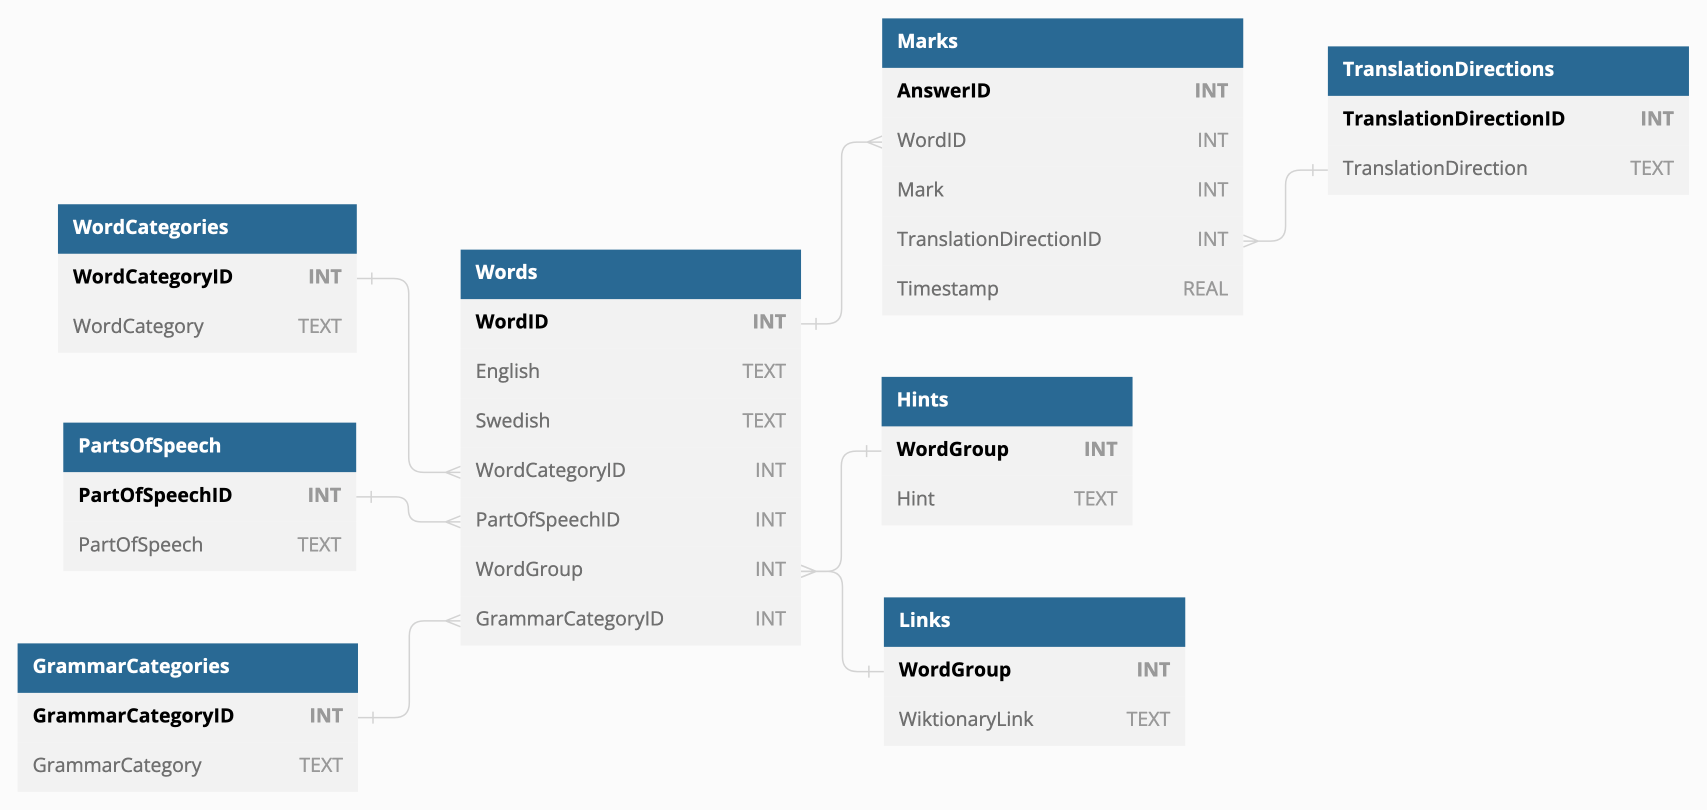 Marks
AnswerID INT
WordID INT
Mark INT
TranslationDirectionID INT
Timestamp REAL
TranslationDirections
TranslationDirectionID INT
TranslationDirection TEXT
WordCategories
WordCategoryID INT
WordCategory TEXT
Words
WordID INT
English TEXT
Swedish TEXT
WordCategoryID INT
PartOfSpeechID INT
WordGroup INT
GrammarCategoryID INT
PartsOfSpeech
PartOfSpeechID INT
PartOfSpeech TEXT
Hints
WordGroup INT
Hint TEXT
Links
WordGroup INT
WiktionaryLink TEXT
GrammarCategories
GrammarCategoryID INT
GrammarCategory TEXT